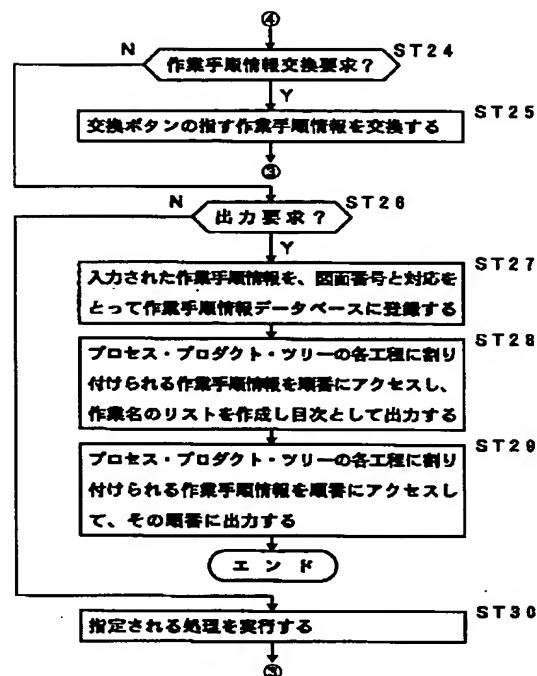 ④
N
作業手順情報交換要求?
ST24
Y
ST25
交換ボタンの指す作業手順情報を交換する
③
N
出力要求?
ST26
Y
ST27
入力された作業手順情報を、図面番号と対応を
とって作業手順情報データベースに登録する
ST28
プロセス・プロダクト・ツリーの各工程に割り
付けられる作業手順情報を順番にアクセスし、
作業名のリストを作成し目次として出力する
ST29
プロセス・プロダクト・ツリーの各工程に割り
付けられる作業手順情報を順番にアクセスし
て、その順番に出力する
エンド
ST30
指定される処理を実行する
③